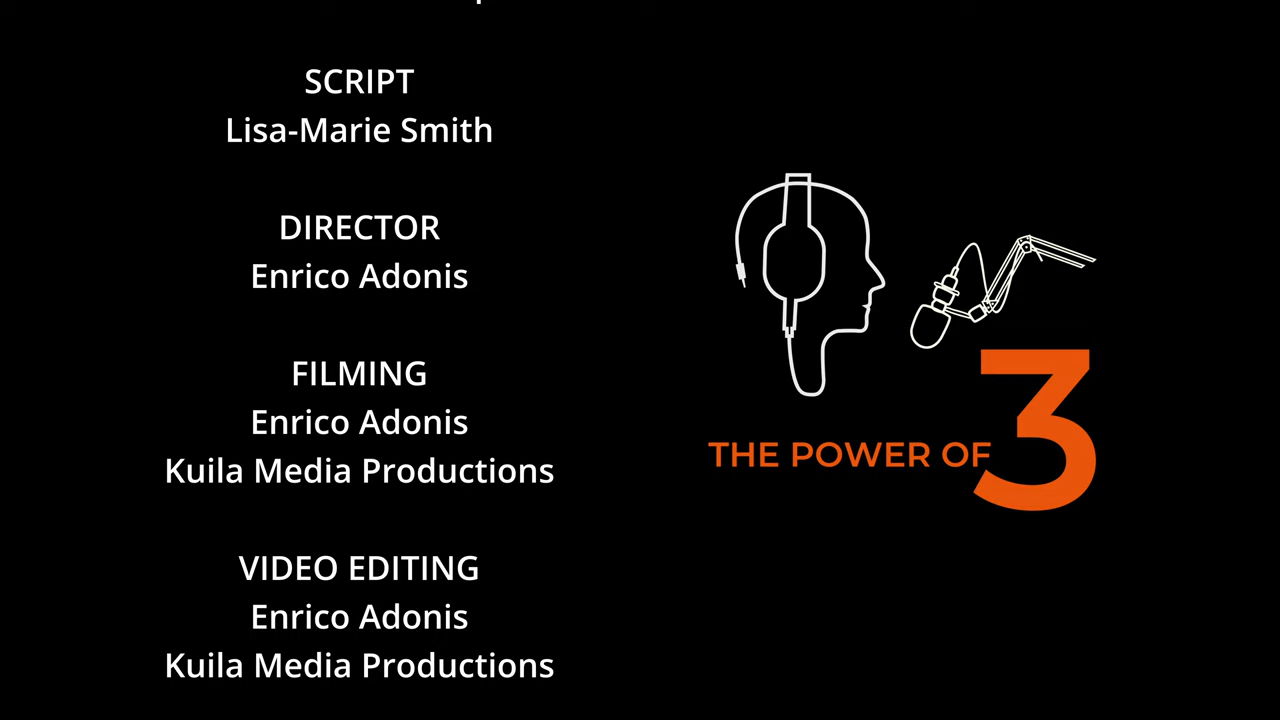 SCRIPT
Lisa-Marie Smith
DIRECTOR
Enrico Adonis
FILMING
Enrico Adonis
Kuila Media Productions
VIDEO EDITING
Enrico Adonis
Kuila Media Productions
THE POWER OF 3